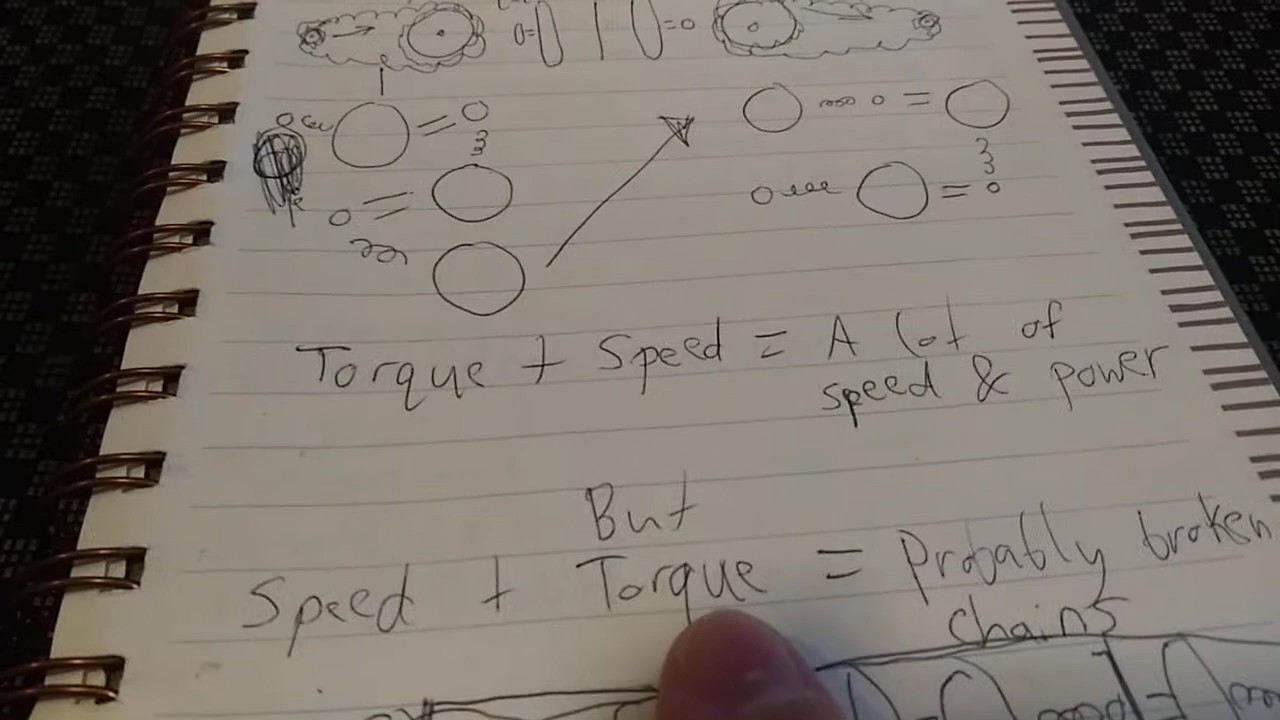 Torque + Speed = A lot of
speed & power
But
Speed + Torque = Probably broken
chains